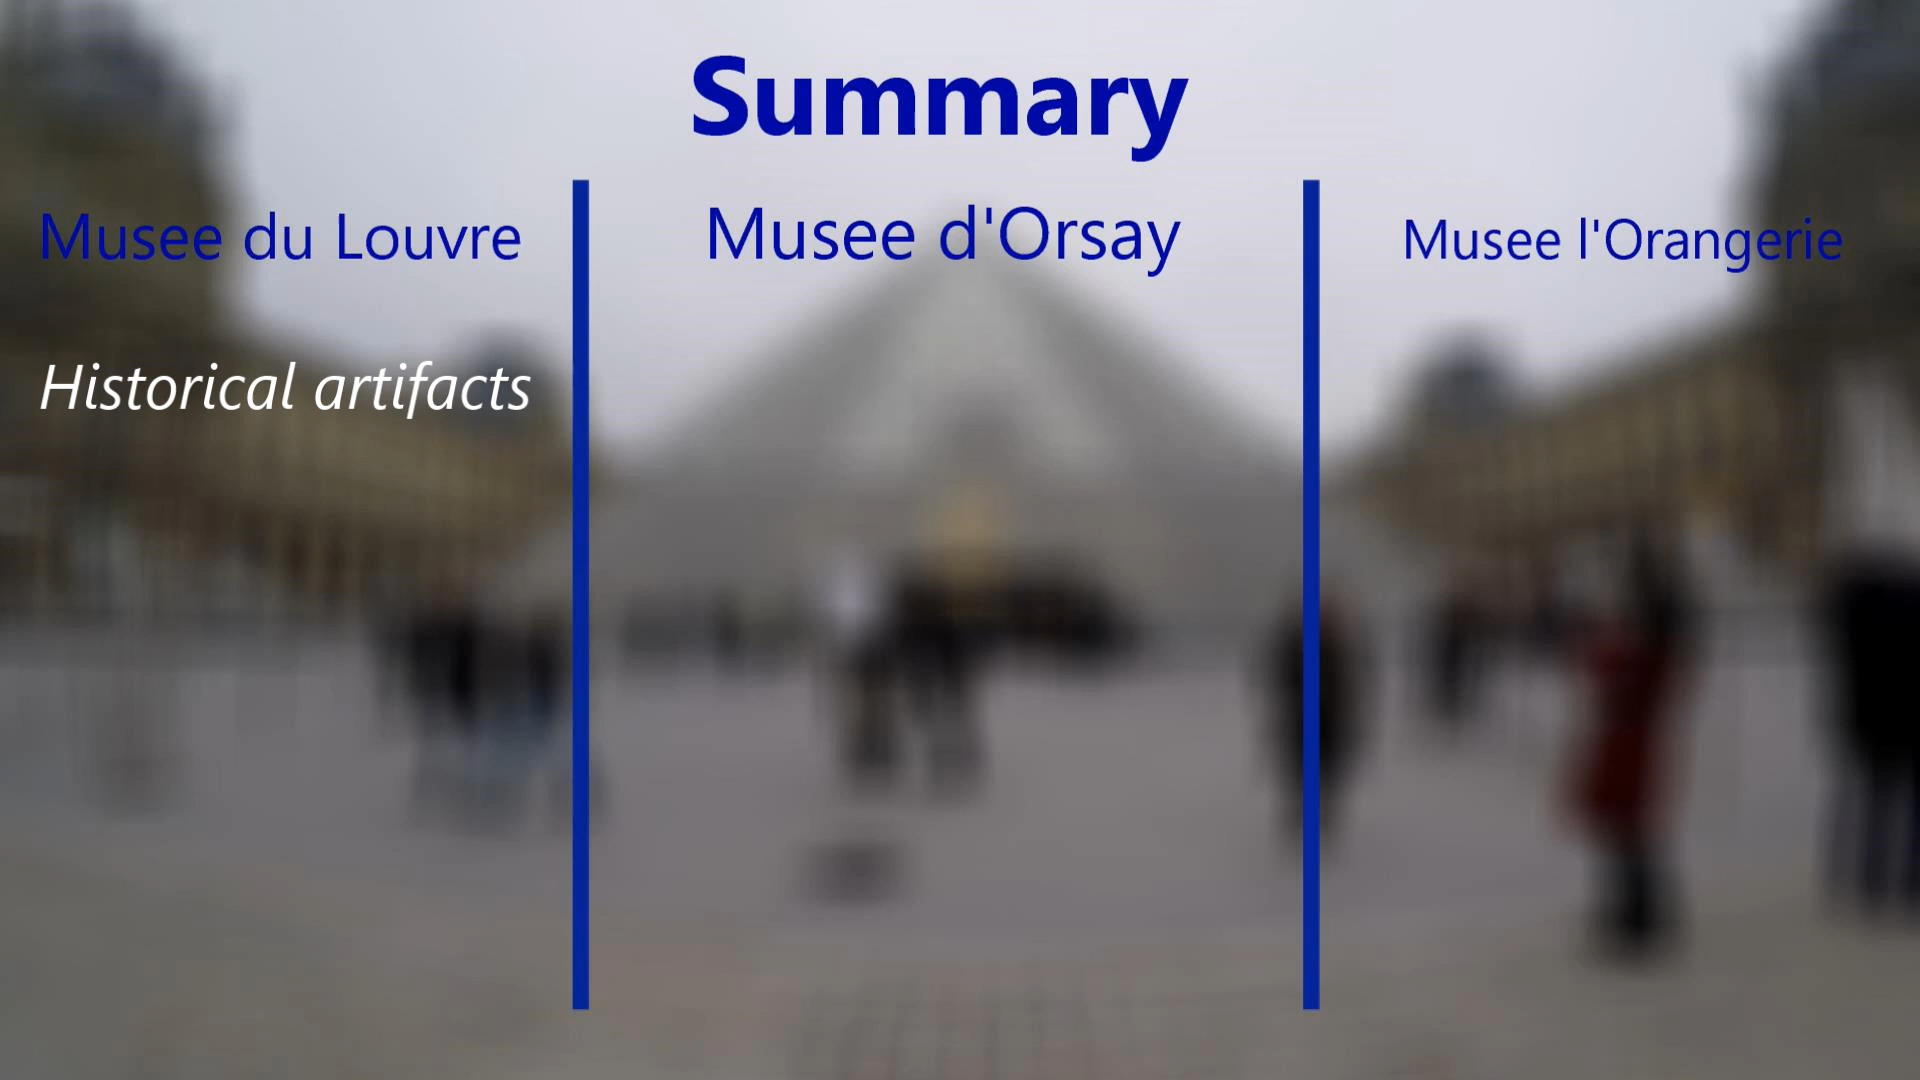 Summary
Musee du Louvre
Historical artifacts
Musee d'Orsay
Musee l'Orangerie